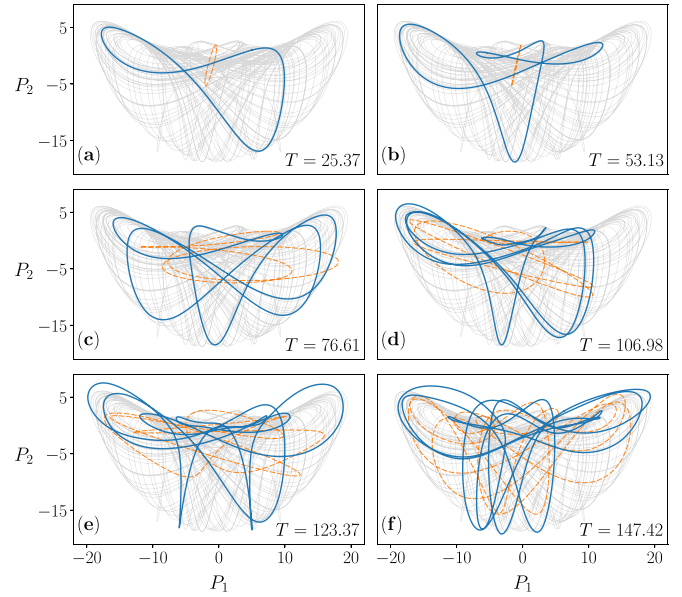 5
P₂ −5
−15
(a) T = 25.37
(b) T = 53.13
5
P₂ −5
−15
(c) T = 76.61
(d) T = 106.98
5
P₂ −5
−15
(e) T = 123.37
(f) T = 147.42
−20 −10 0 10 20
−20 −10 0 10 20
P₁
P₁